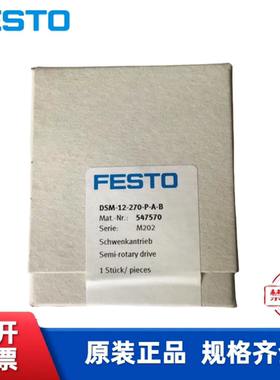 FESTO
FESTO
DSM-12-270-P-A-B
Mat.-Nr.: 547570
Serie: M202
Schwenkantrieb
Semi-rotary drive
1 Stück/ pieces
可开
票
原装正品 规格齐全